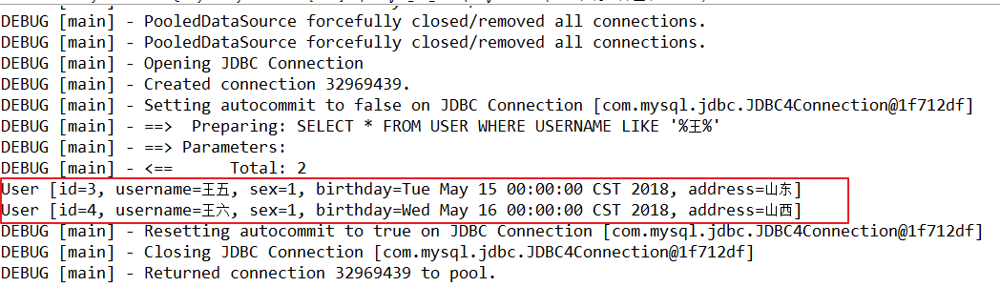 DEBUG [main] - PooledDataSource forcefully closed/removed all connections.
DEBUG [main] - PooledDataSource forcefully closed/removed all connections.
DEBUG [main] - Opening JDBC Connection
DEBUG [main] - Created connection 32969439.
DEBUG [main] - Setting autocommit to false on JDBC Connection [com.mysql.jdbc.JDBC4Connection@1f712df]
DEBUG [main] - ==>  Preparing: SELECT * FROM USER WHERE USERNAME LIKE '%王%'
DEBUG [main] - ==> Parameters:
DEBUG [main] - <==      Total: 2
User [id=3, username=王五, sex=1, birthday=Tue May 15 00:00:00 CST 2018, address=山东]
User [id=4, username=王六, sex=1, birthday=Wed May 16 00:00:00 CST 2018, address=山西]
DEBUG [main] - Resetting autocommit to true on JDBC Connection [com.mysql.jdbc.JDBC4Connection@1f712df]
DEBUG [main] - Closing JDBC Connection [com.mysql.jdbc.JDBC4Connection@1f712df]
DEBUG [main] - Returned connection 32969439 to pool.